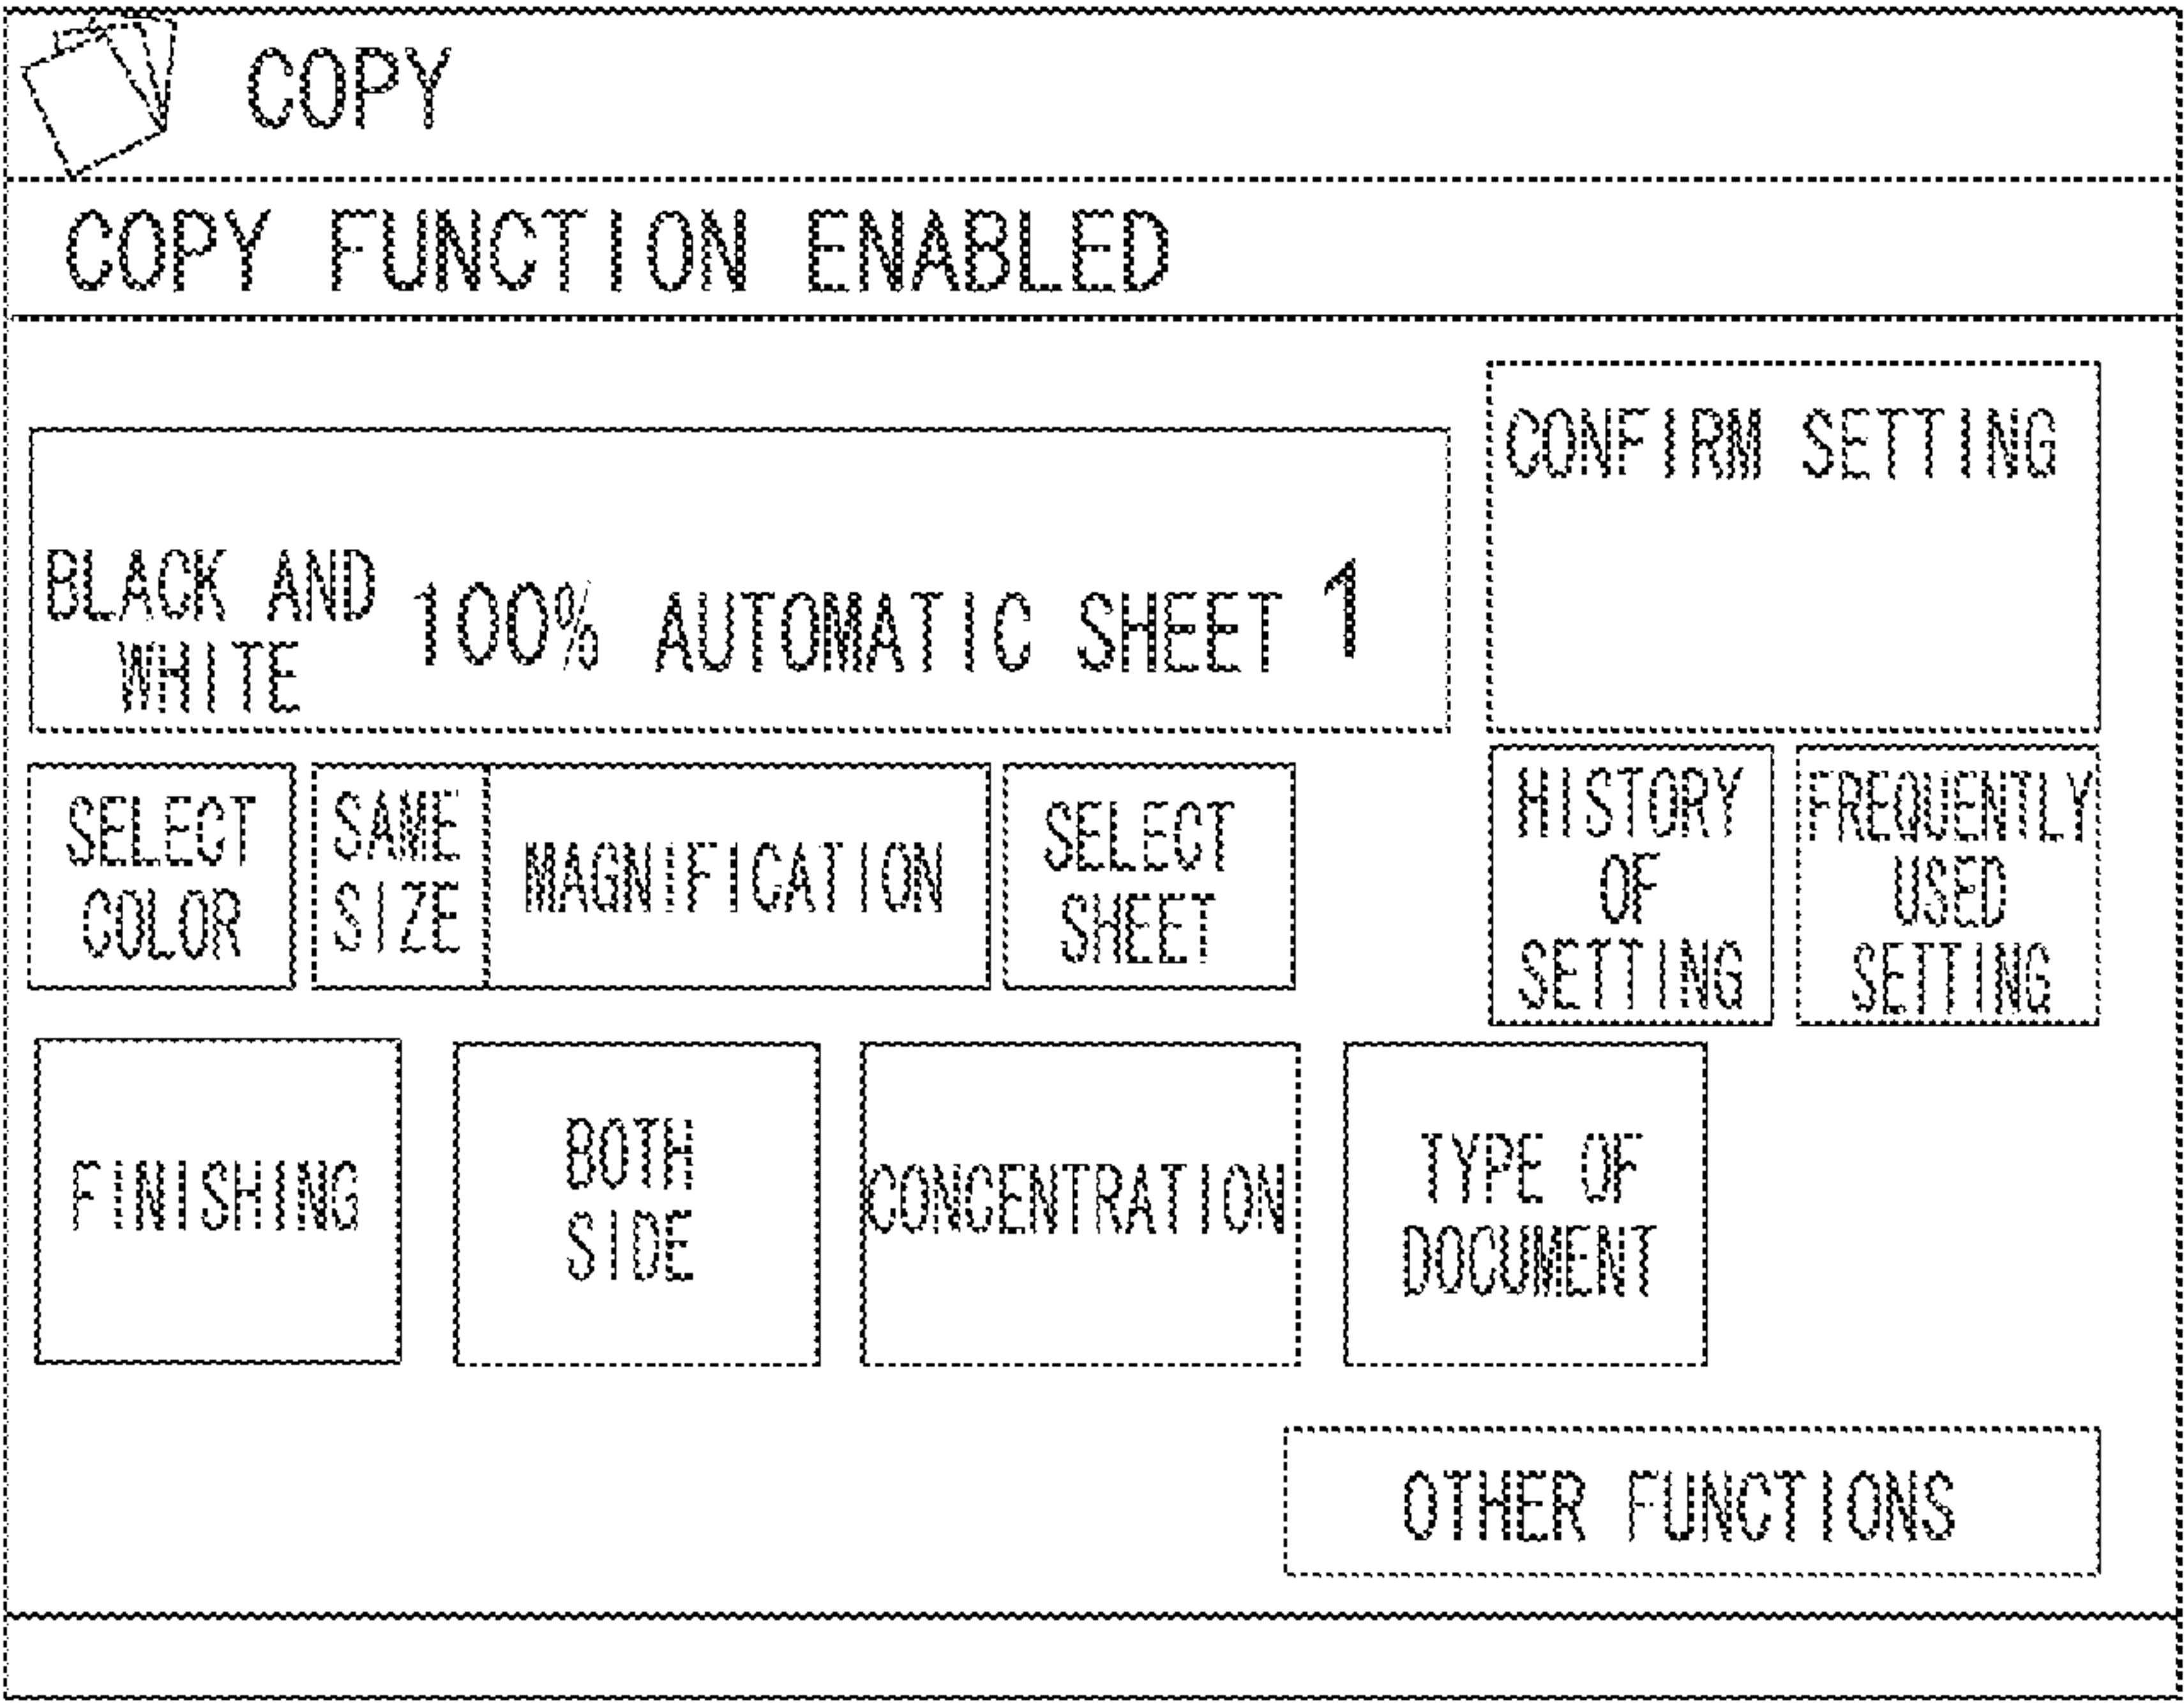 COPY
COPY FUNCTION ENABLED
CONFIRM SETTING
BLACK AND
WHITE
100% AUTOMATIC SHEET 1
SELECT
COLOR
SAME
SIZE
MAGNIFICATION
SELECT
SHEET
HISTORY
OF
SETTING
FREQUENTLY
USED
SETTING
FINISHING
BOTH
SIDE
CONCENTRATION
TYPE OF
DOCUMENT
OTHER FUNCTIONS